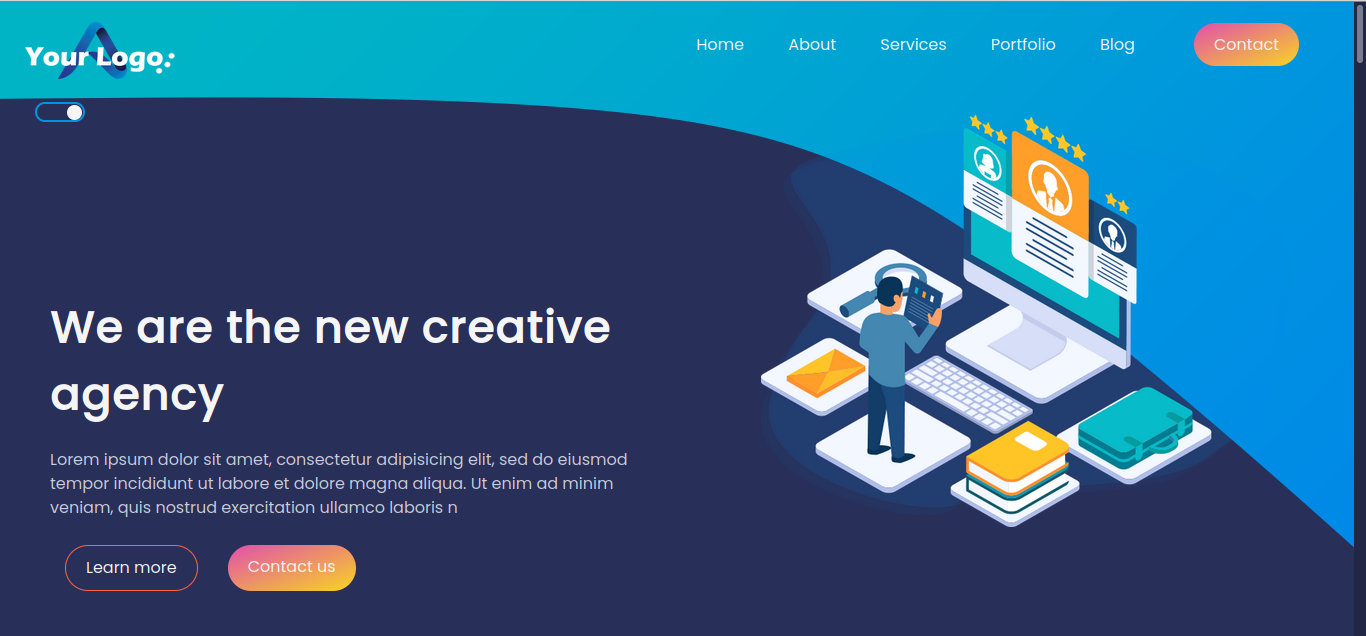 Your Logo
Home
About
Services
Portfolio
Blog
Contact
We are the new creative
agency
Lorem ipsum dolor sit amet, consectetur adipisicing elit, sed do eiusmod
tempor incididunt ut labore et dolore magna aliqua. Ut enim ad minim
veniam, quis nostrud exercitation ullamco laboris n
Learn more
Contact us